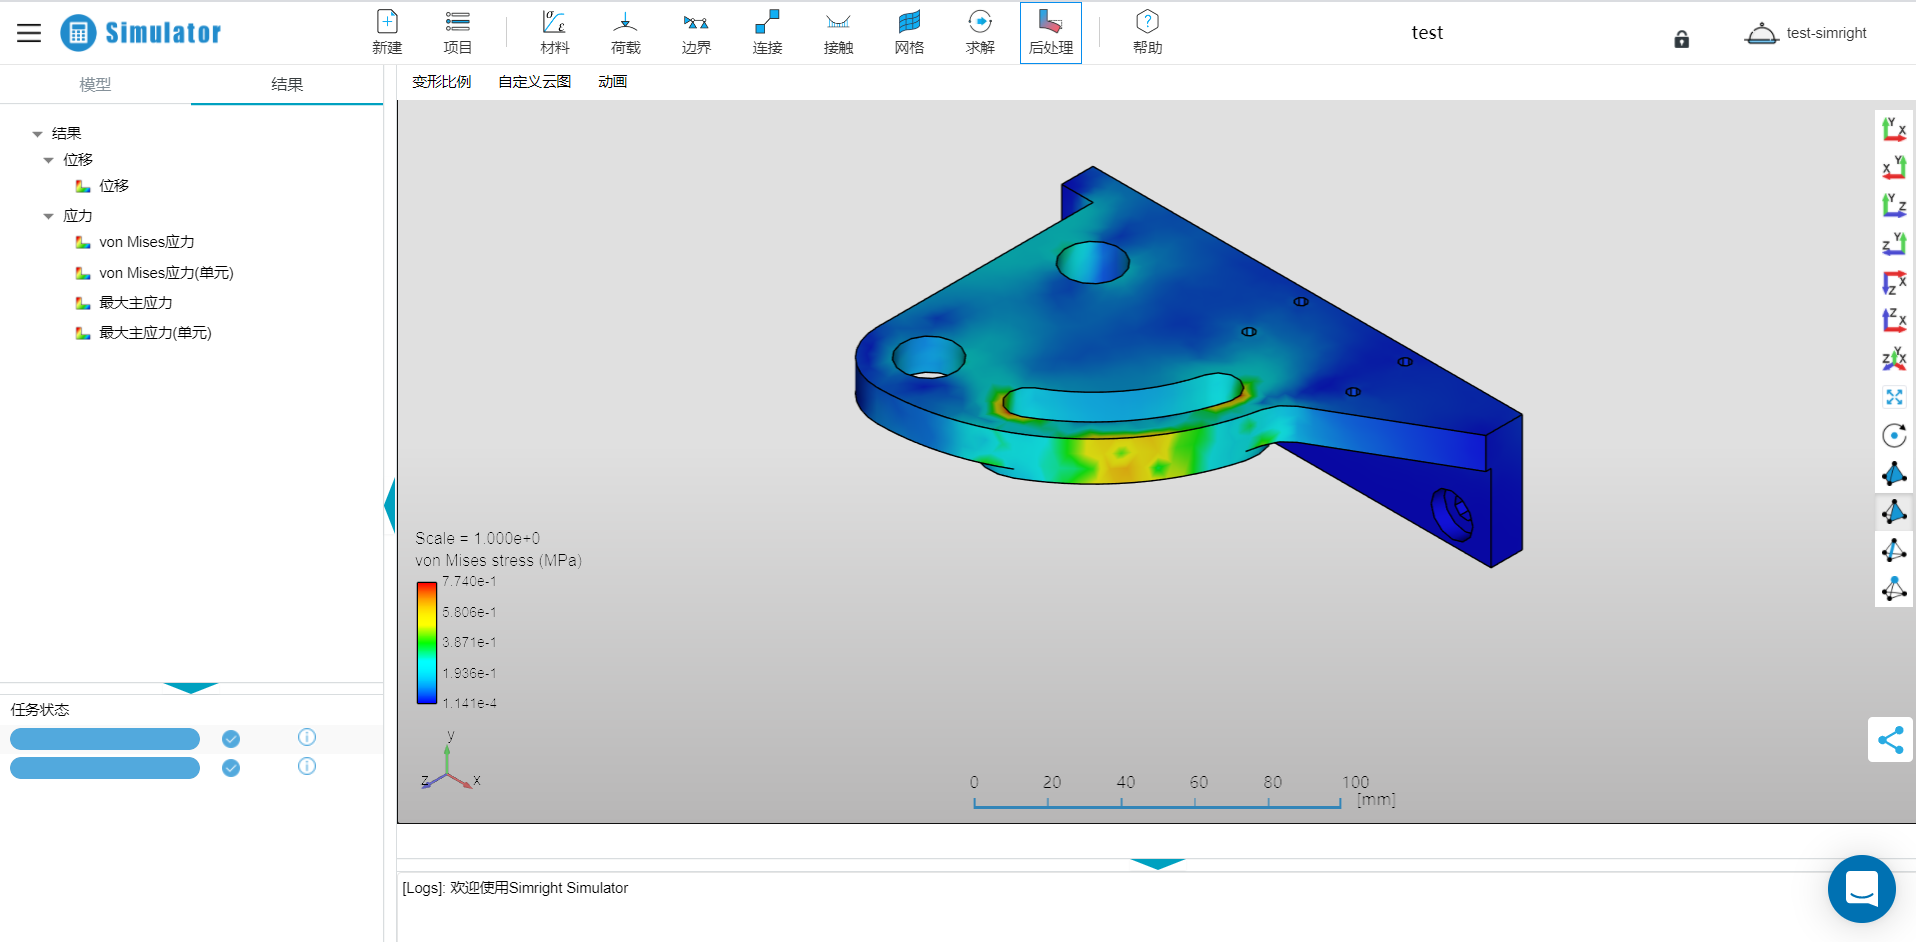 Simulator
新建
项目
材料
荷载
边界
连接
接触
网格
求解
后处理
帮助
test
test-simright
模型
结果
变形比例
自定义云图
动画
结果
位移
位移
应力
von Mises应力
von Mises应力(单元)
最大主应力
最大主应力(单元)
Scale = 1.000e+0
von Mises stress (MPa)
7.740e-1
5.806e-1
3.871e-1
1.936e-1
1.141e-4
y
z
x
0 20 40 60 80 100
[mm]
Y X
X Y
Y Z
Z Y
X Z
Z X
Z Y X
任务状态
[Logs]: 欢迎使用Simright Simulator